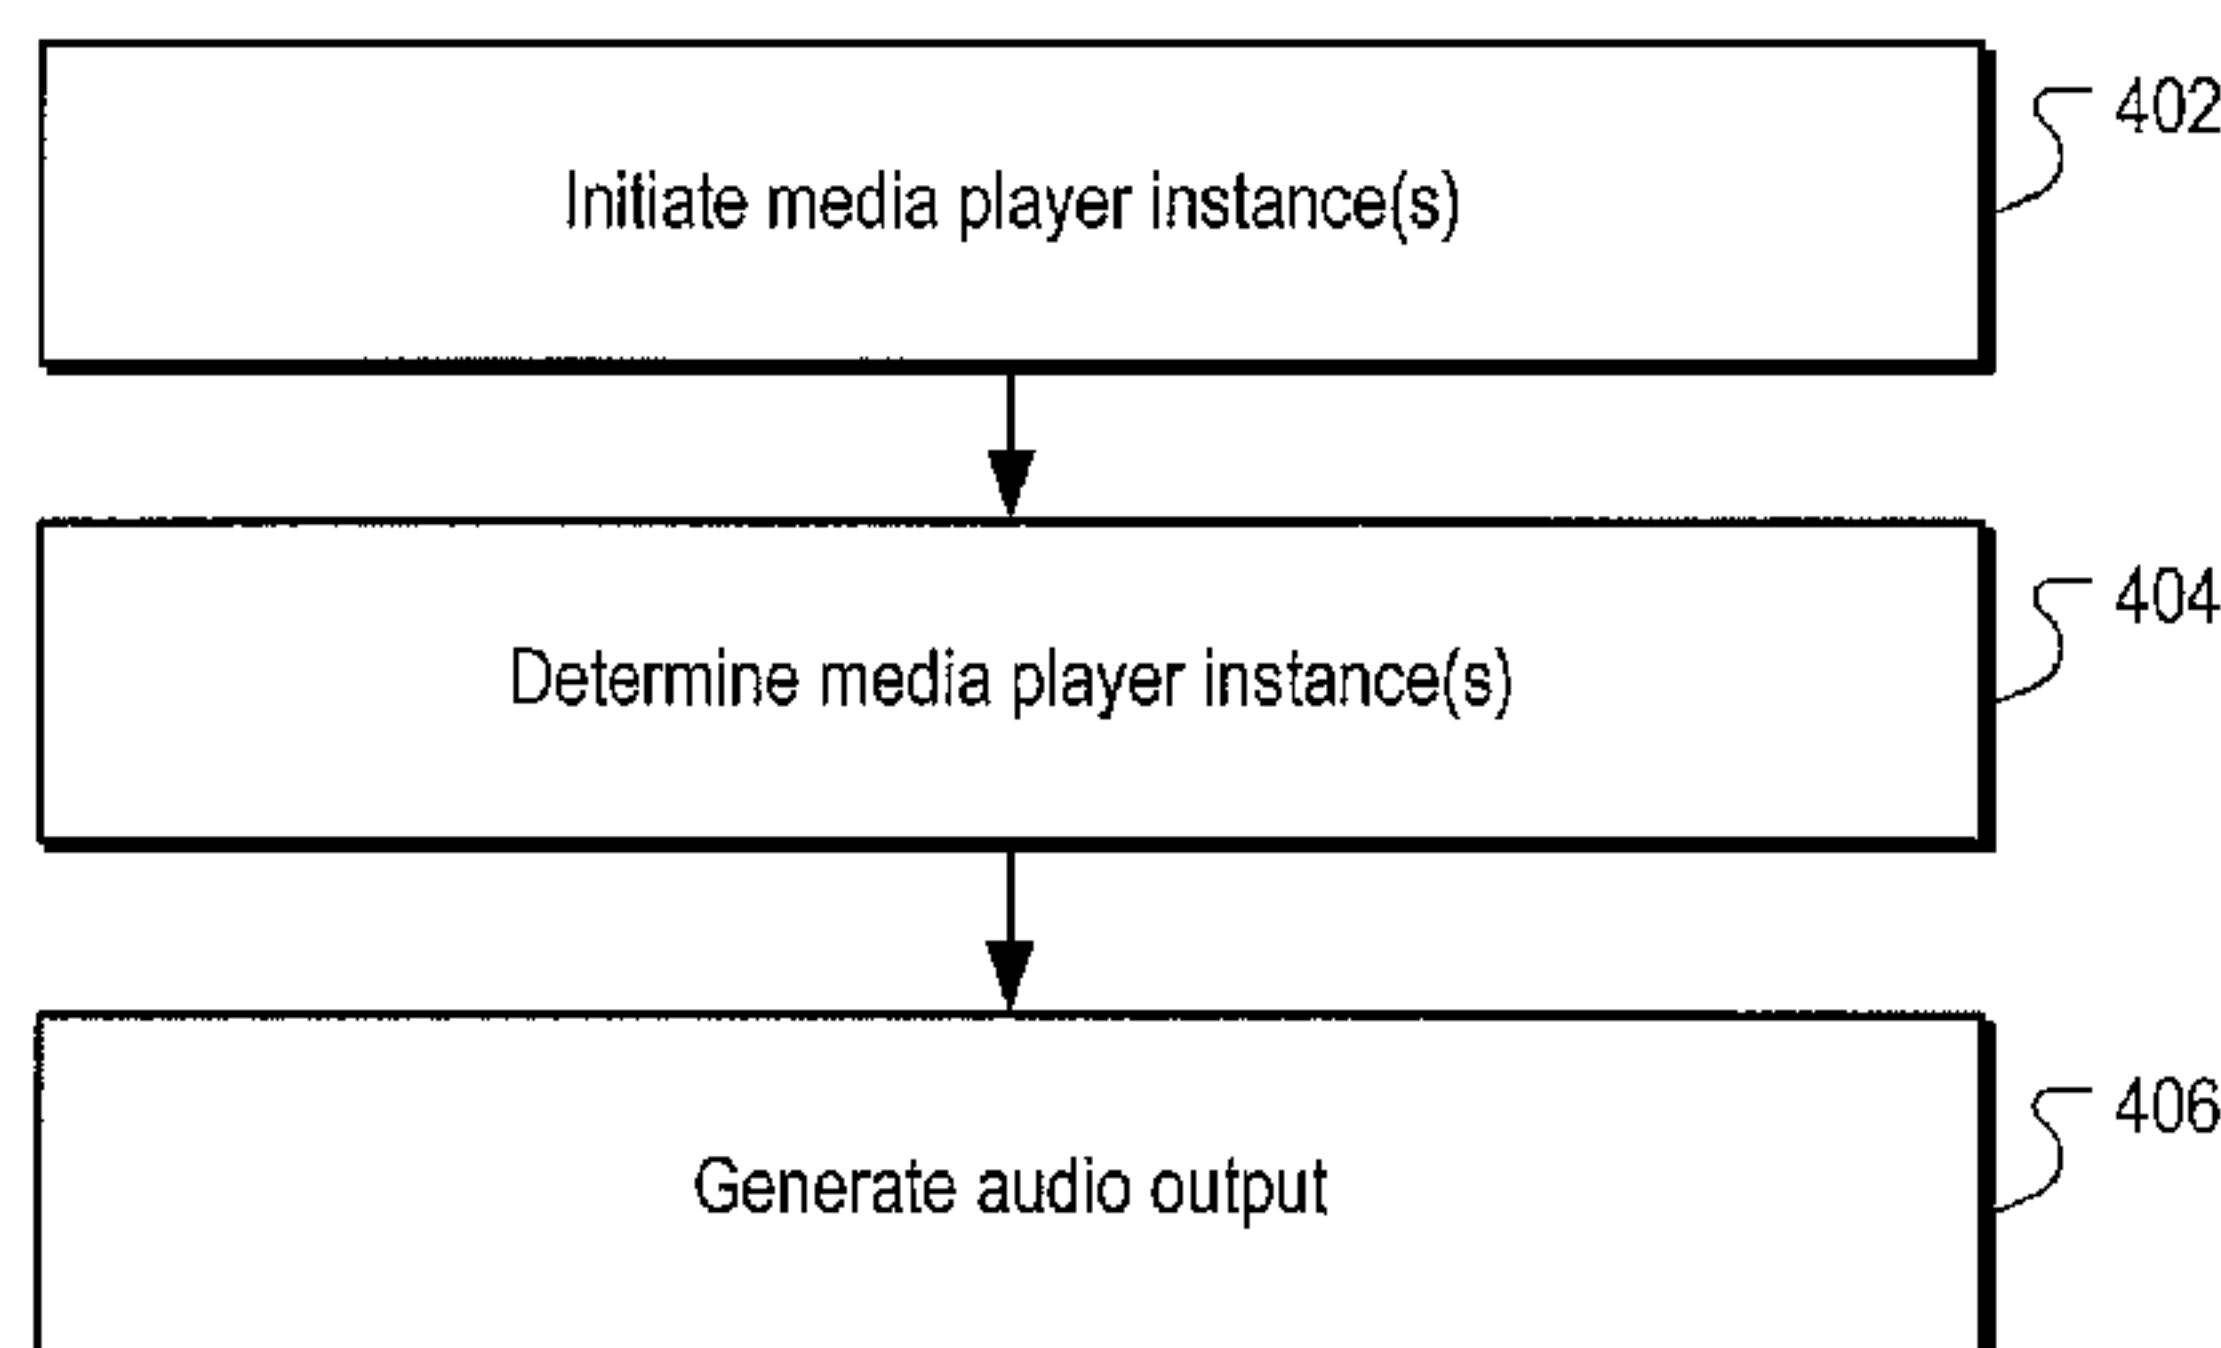 402
Initiate media player instance(s)
404
Determine media player instance(s)
406
Generate audio output